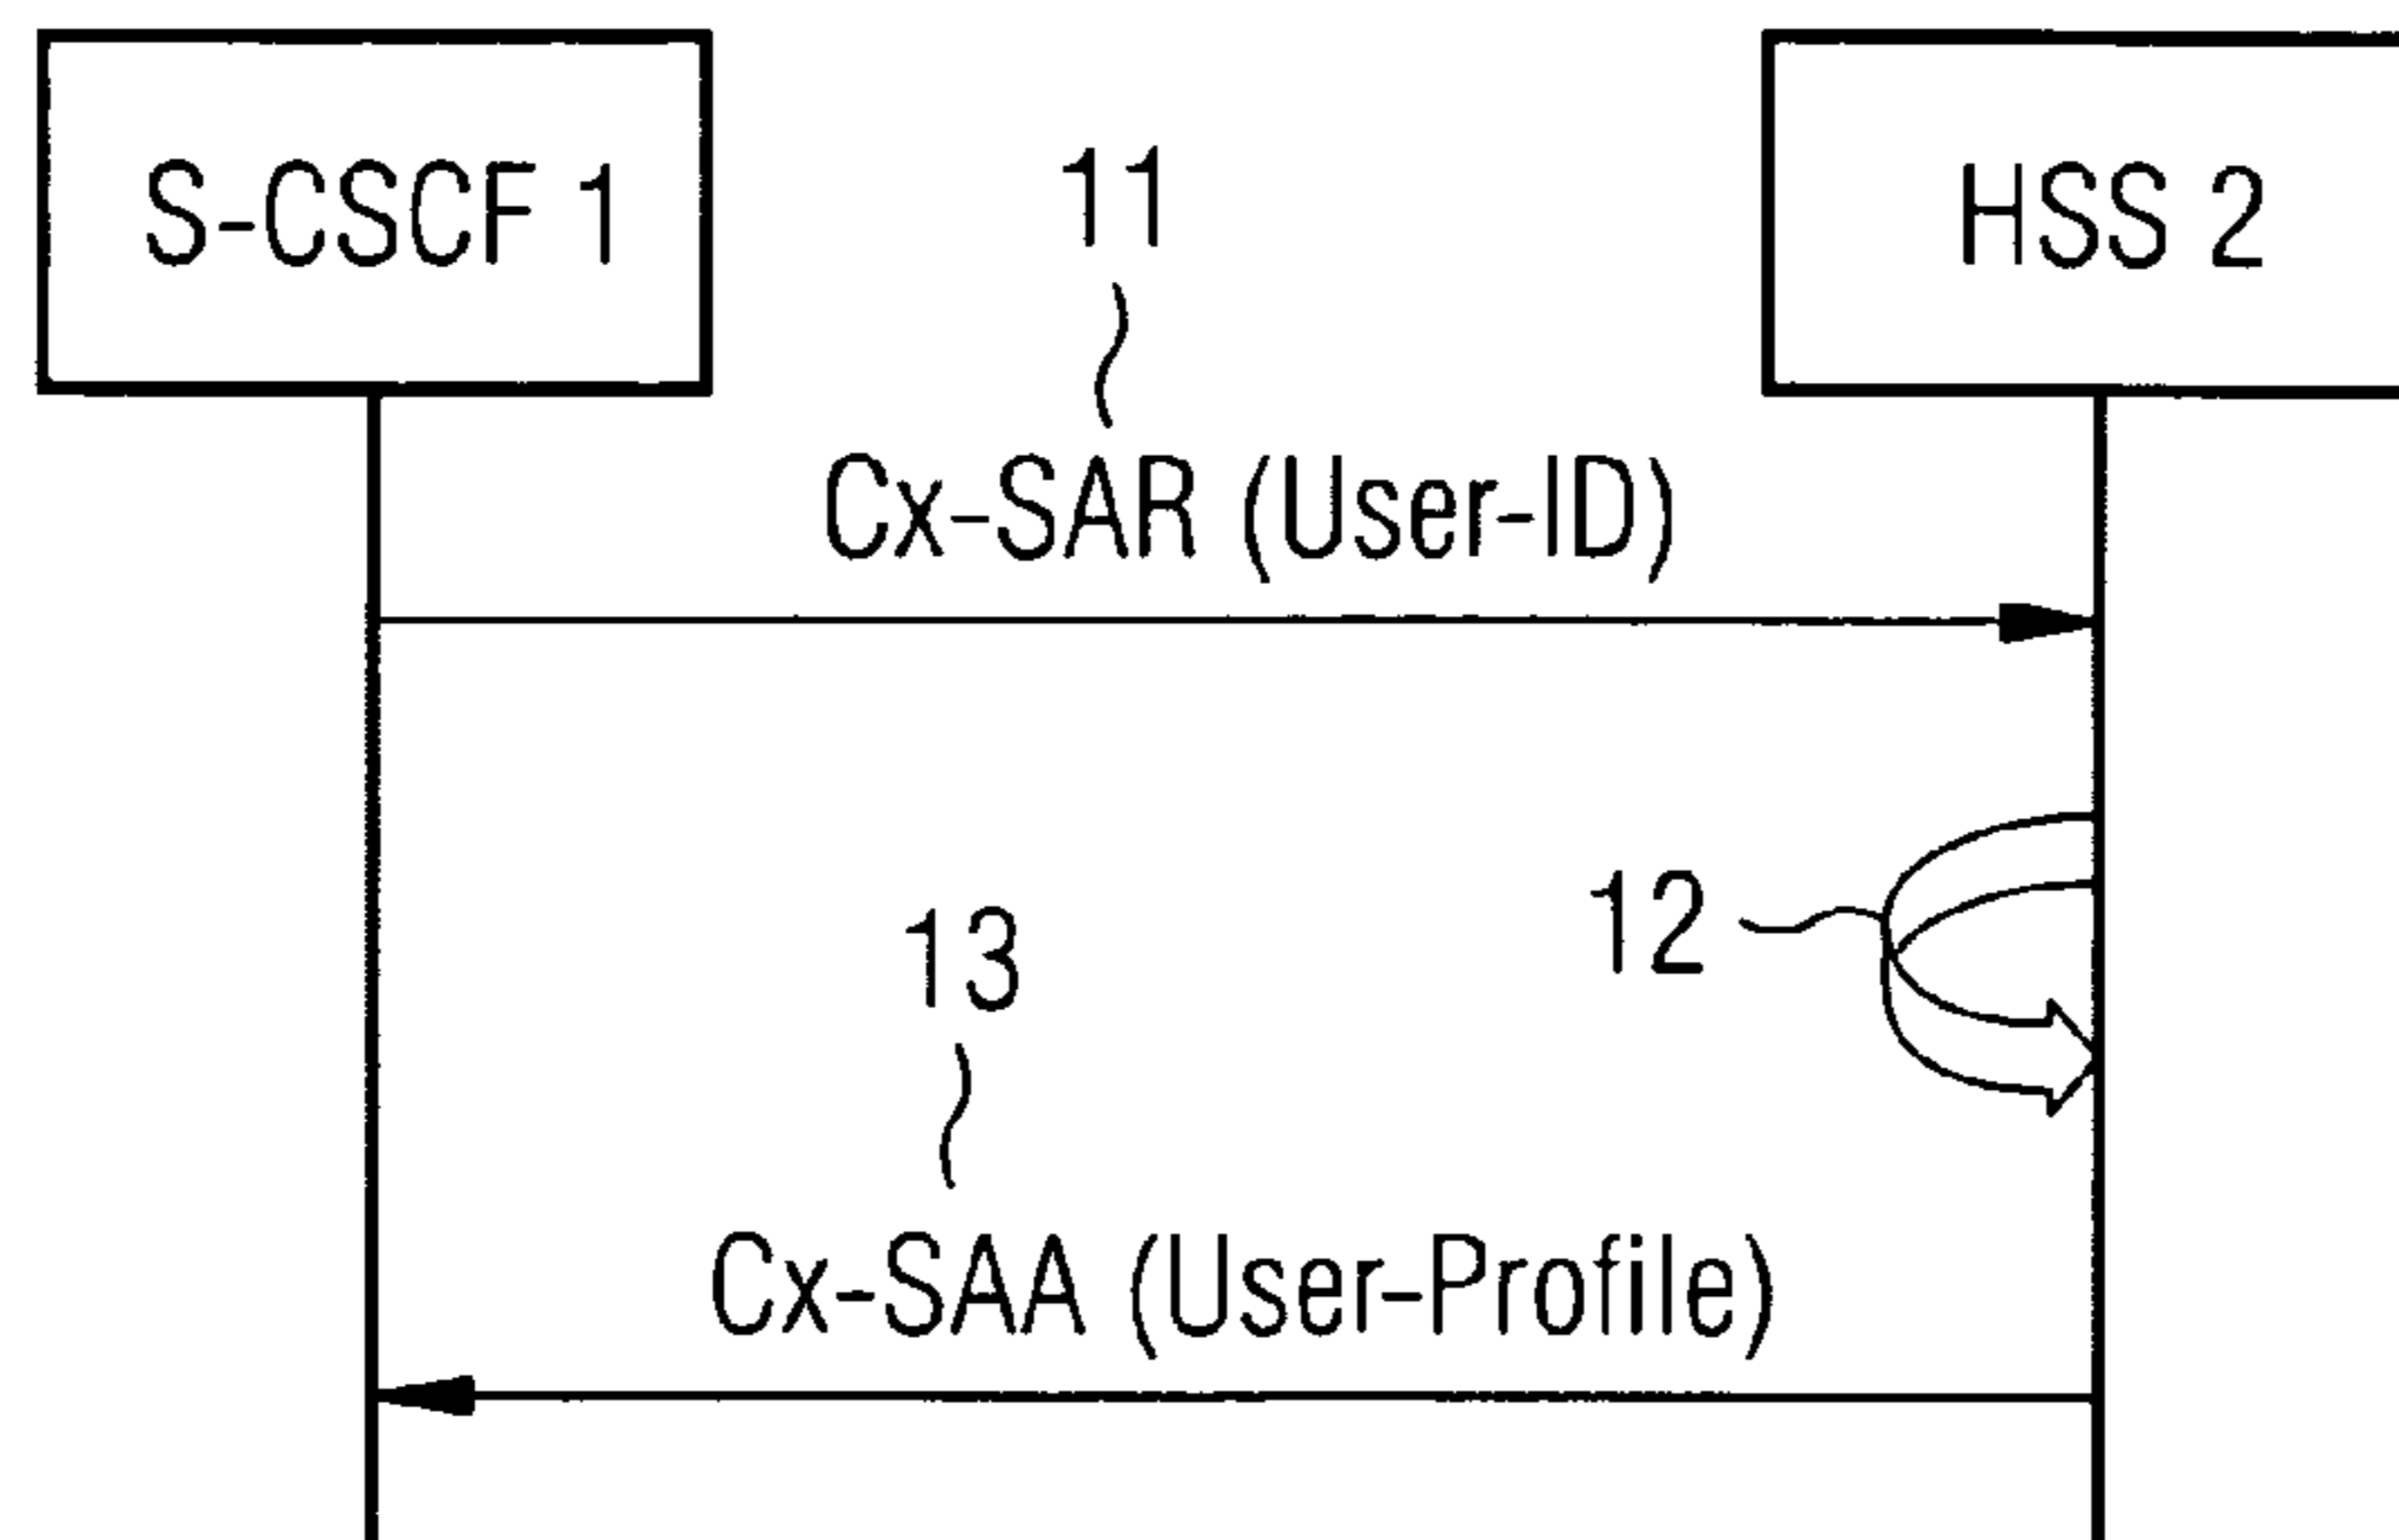 S-CSCF 1
HSS 2
11
Cx-SAR (User-ID)
12
13
Cx-SAA (User-Profile)